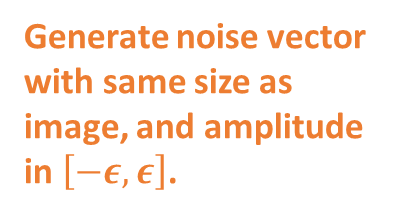 Generate noise vector
with same size as
image, and amplitude
in [−ϵ, ϵ].